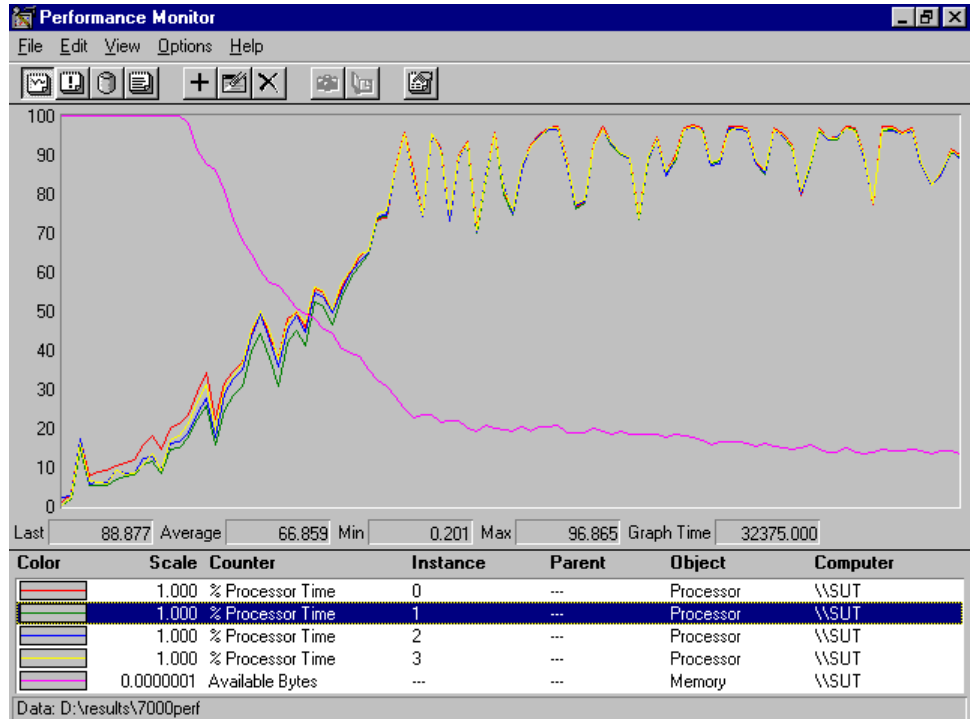 Performance Monitor
File Edit View Options Help
100
90
80
70
60
50
40
30
20
10
0
Last 88.877 Average 66.859 Min 0.201 Max 96.865 Graph Time 32375.000
Color Scale Counter Instance Parent Object Computer
1.000 % Processor Time 0 --- Processor \\SUT
1.000 % Processor Time 1 --- Processor \\SUT
1.000 % Processor Time 2 --- Processor \\SUT
1.000 % Processor Time 3 --- Processor \\SUT
0.0000001 Available Bytes --- --- Memory \\SUT
Data: D:\results\7000perf